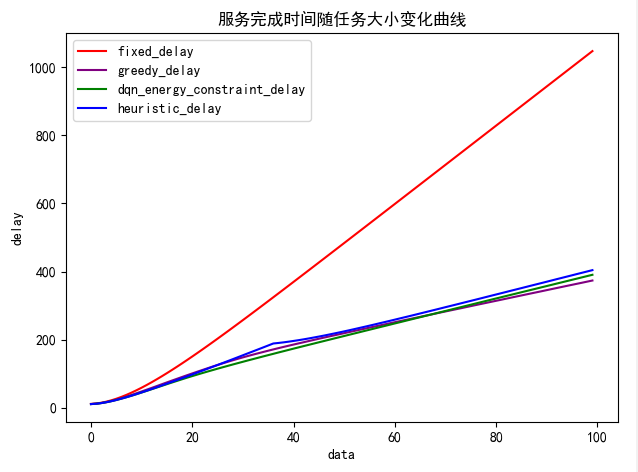 服务完成时间随任务大小变化曲线
fixed_delay
greedy_delay
dqn_energy_constraint_delay
heuristic_delay
1000
800
600
400
200
0
delay
0 20 40 60 80 100
data